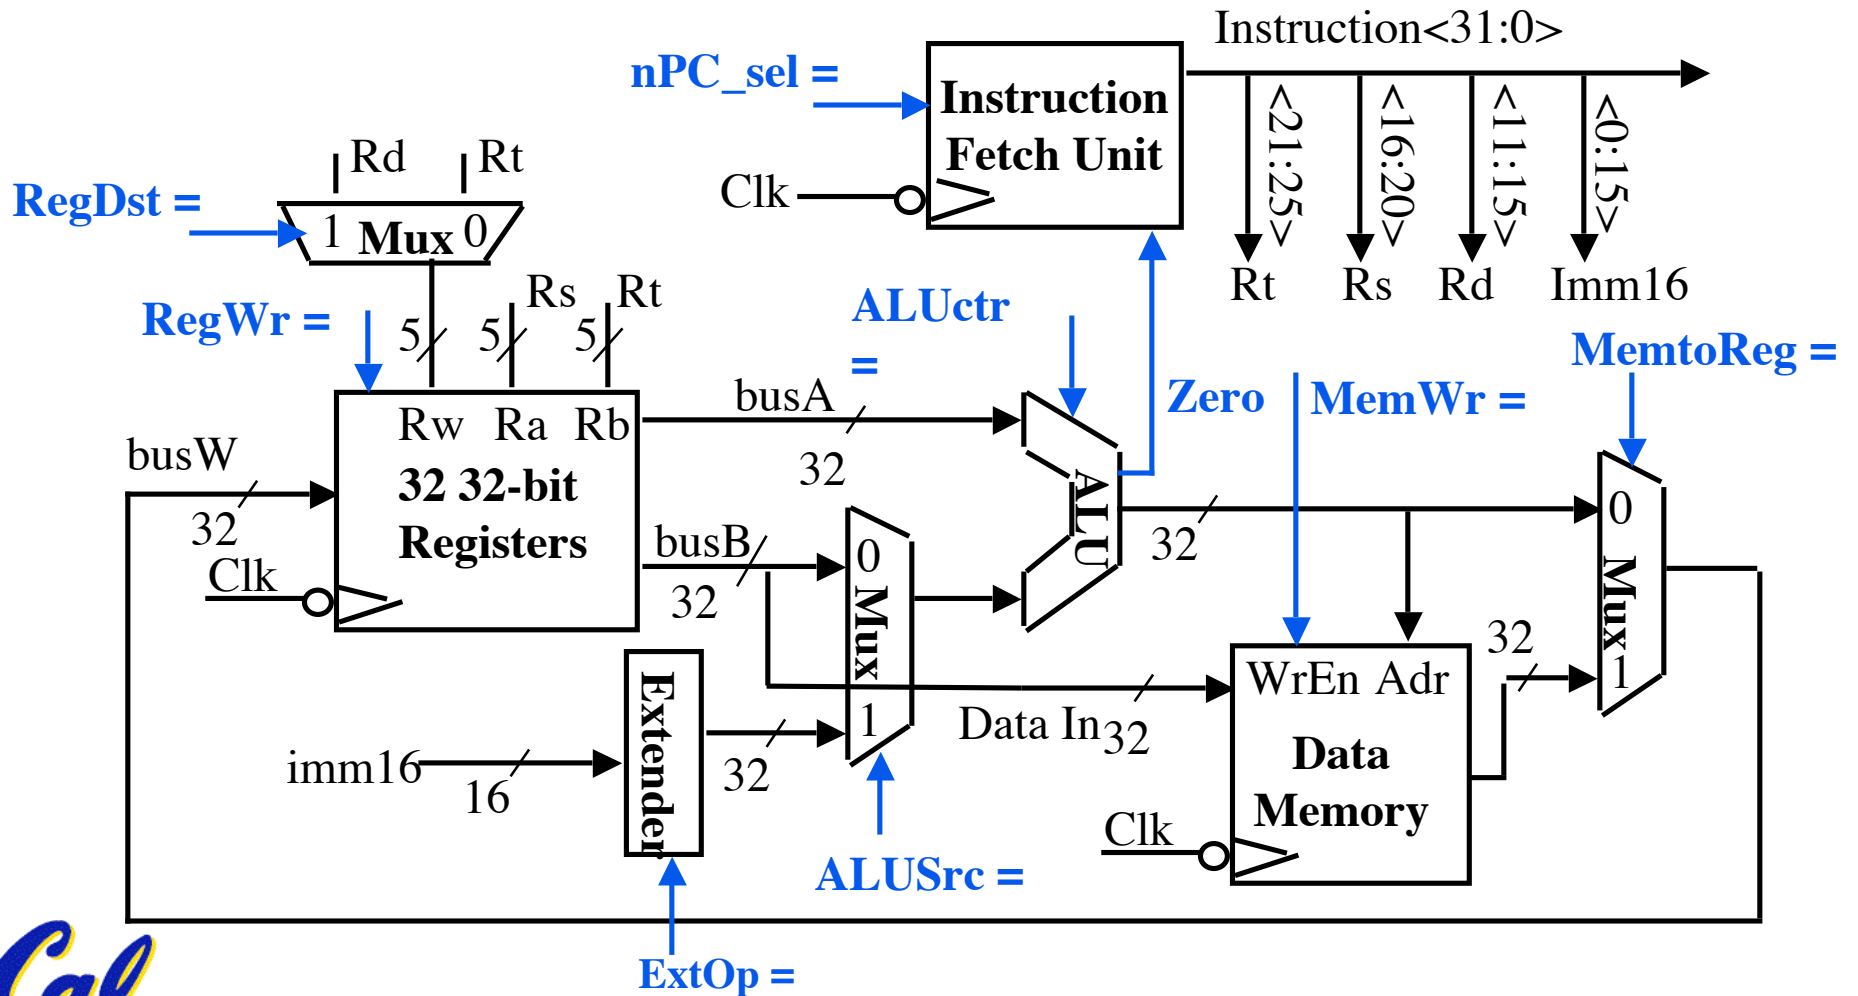 Instruction<31:0>
nPC_sel =
Instruction
Fetch Unit
Clk
<21:25>
<16:20>
<11:15>
<0:15>
Rt
Rs
Rd
Imm16
Rd
Rt
RegDst =
1 Mux 0
RegWr =
5
5
5
Rs
Rt
ALUctr
=
Zero
MemWr =
MemtoReg =
busW
32
Rw Ra Rb
32 32-bit
Registers
Clk
busA
32
busB
32
0
Mux
1
ALU
32
0
Mux
1
32
WrEn Adr
Data
Memory
Clk
Data In
32
imm16
16
Extender
32
ALUSrc =
ExtOp =
Cal